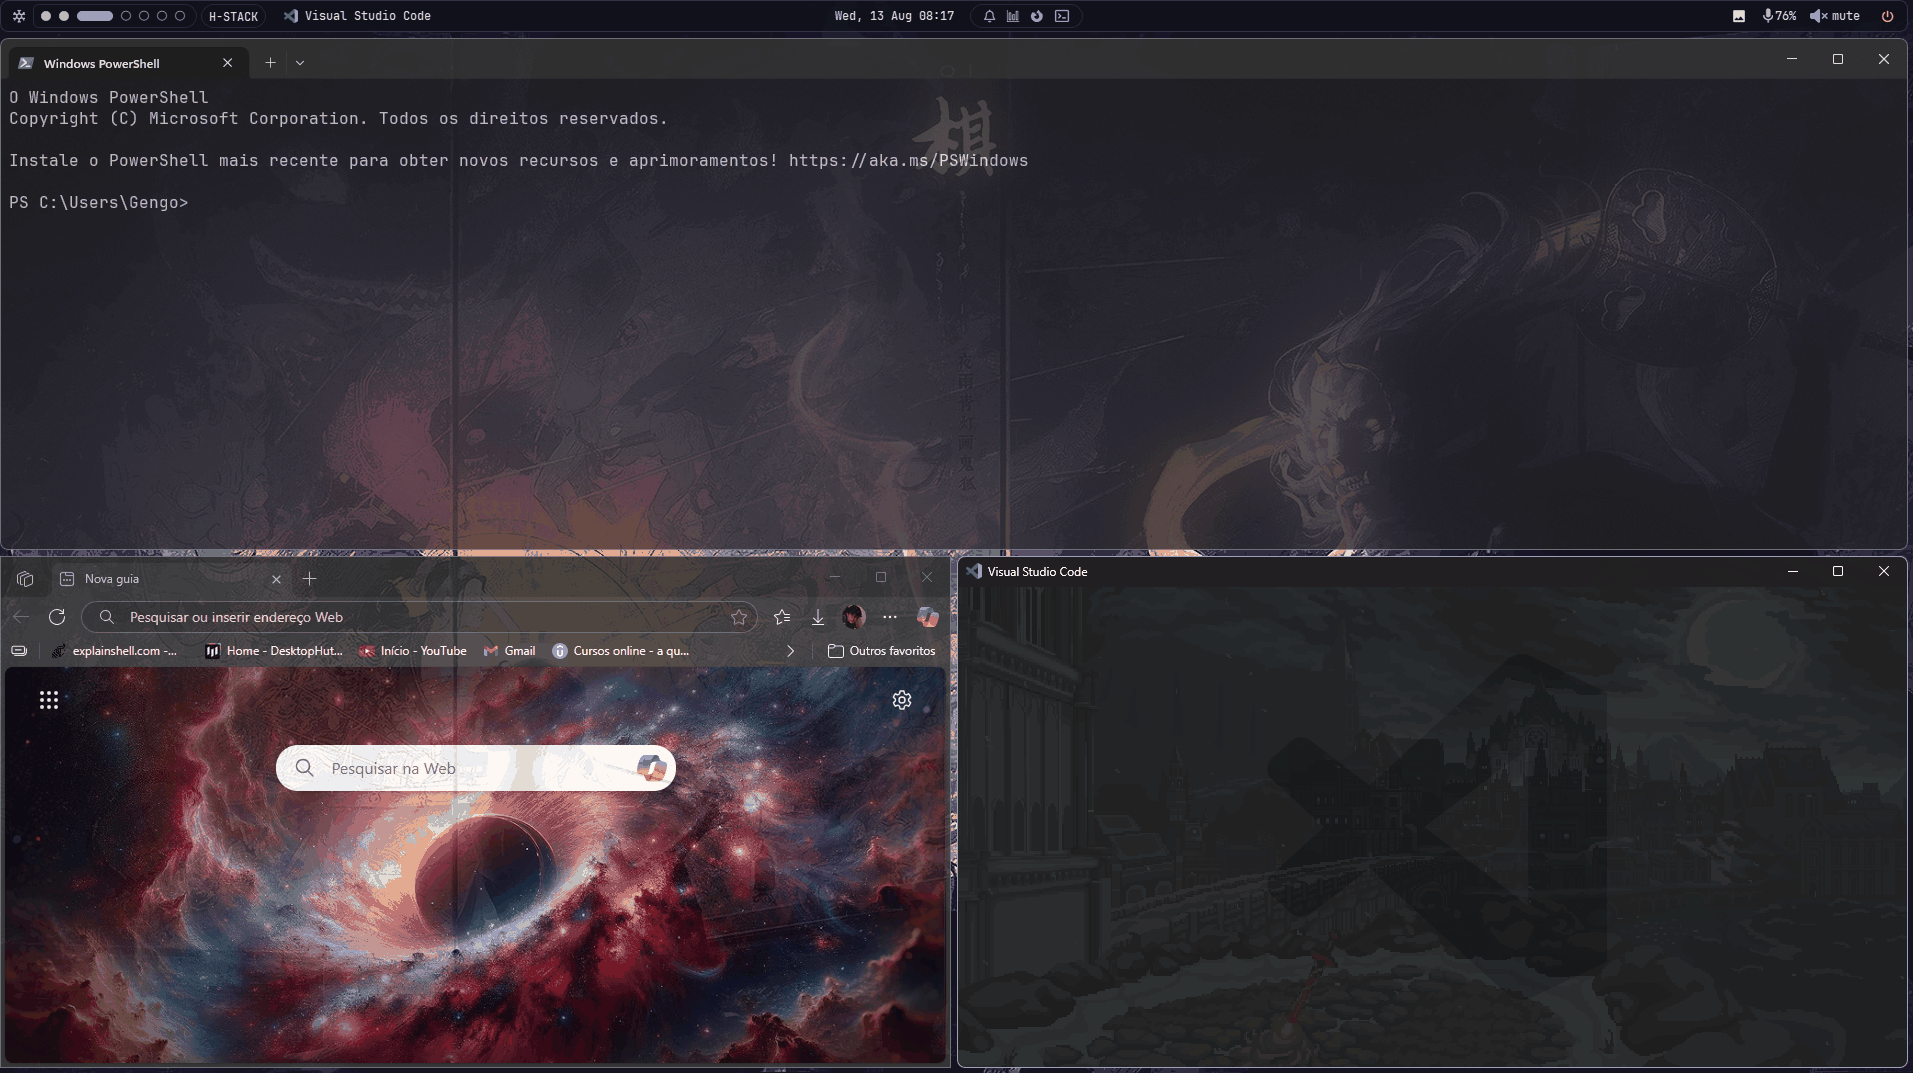 H-STACK
Visual Studio Code
Wed, 13 Aug 08:17
76%
mute
Windows PowerShell
O Windows PowerShell
Copyright (C) Microsoft Corporation. Todos os direitos reservados.
Instale o PowerShell mais recente para obter novos recursos e aprimoramentos! https://aka.ms/PSWindows
PS C:\Users\Gengo>
棋
Nova guia
Pesquisar ou inserir endereço Web
explainshell.com -...
Home - DesktopHut...
Início - YouTube
Gmail
Cursos online - a qu...
Outros favoritos
Pesquisar na Web
Visual Studio Code